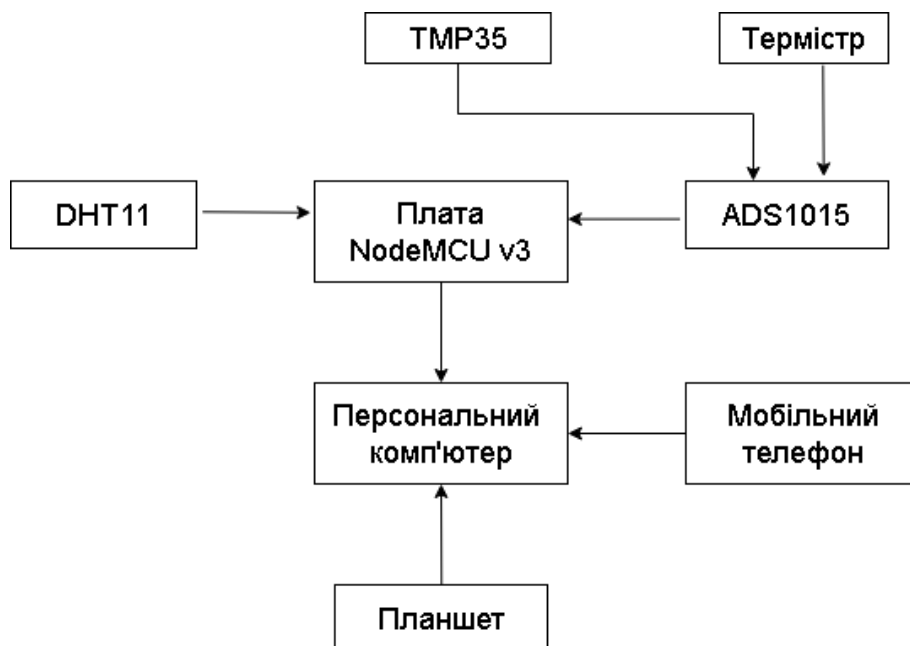 TMP35
Термістр
DHT11
Плата
NodeMCU v3
ADS1015
Персональний
комп'ютер
Мобільний
телефон
Планшет